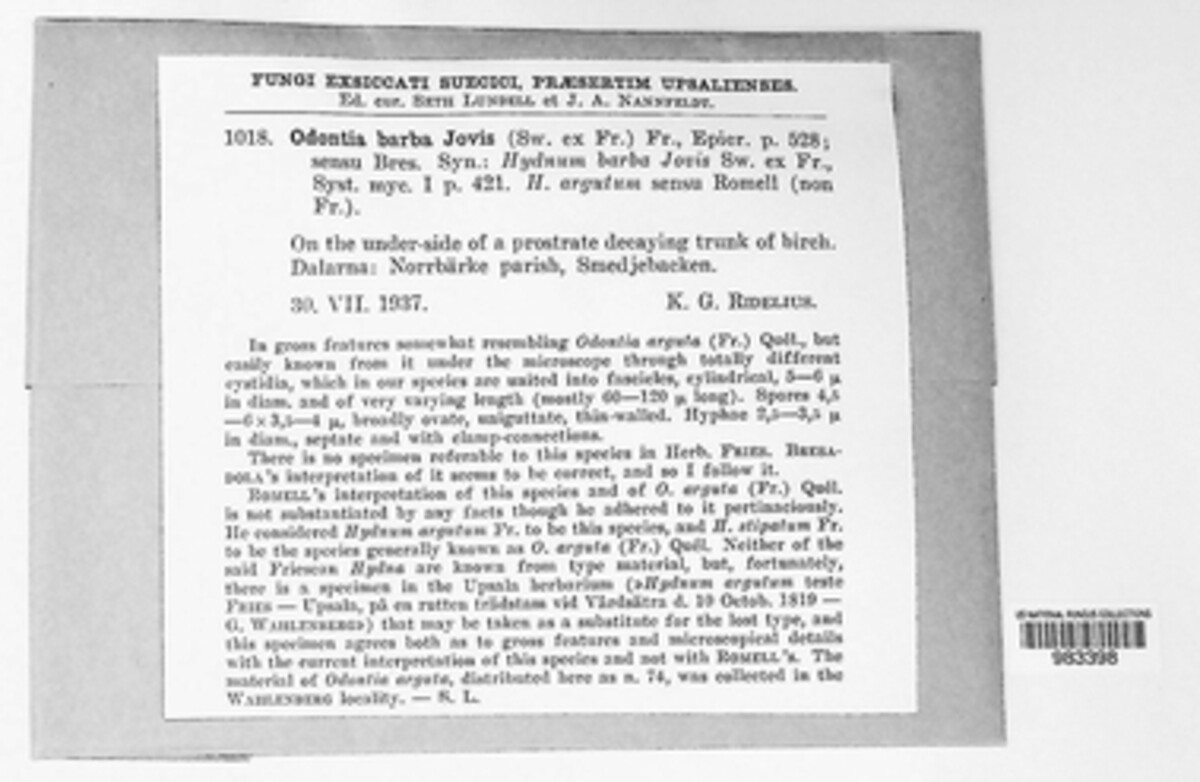 FUNGI EXSICCATI SUECICI, PRÆSERTIM UPSALIENSES.
Ed. cur. SETH LUNDELL et J. A. NANNFELDT.
1018. Odontia barba Jovis (Sw. ex Fr.) Fr., Epicr. p. 528;
sensu Bres. Syn.: Hydnum barba Jovis Sw. ex Fr.,
Syst. myc. I p. 421. H. argutum sensu Romell (non
Fr.).
On the under-side of a prostrate decaying trunk of birch.
Dalarna: Norrbärke parish, Smedjebacken.
30. VII. 1937. K. G. RIDELIUS.
In gross features somewhat resembling Odontia arguta (Fr.) Quél., but
easily known from it under the microscope through totally different
cystidia, which in our species are united into fascicles, cylindrical, 5—6 μ
in diam. and of very varying length (mostly 60—120 μ long). Spores 4,5
—6 × 3,5—4 μ, broadly ovate, uniguttate, thin-walled. Hyphae 2,5—3,5 μ
in diam., septate and with clamp-connections.
There is no specimen referable to this species in Herb. FRIES. BRESA-
DOLA's interpretation of it seems to be correct, and so I follow it.
ROMELL's interpretation of this species and of O. arguta (Fr.) Quél.
is not substantiated by any facts though he adhered to it pertinaciously.
He considered Hydnum argutum Fr. to be this species, and H. stipatum Fr.
to be the species generally known as O. arguta (Fr.) Quél. Neither of the
said Friesean Hydna are known from type material, but, fortunately,
there is a specimen in the Upsala herbarium (»Hydnum argutum teste
FRIES — Upsala, på en rutten trädstam vid Vårdsätra d. 10 Octob. 1819 —
G. WAHLENBERG») that may be taken as a substitute for the lost type, and
this specimen agrees both as to gross features and microscopical details
with the current interpretation of this species and not with ROMELL's. The
material of Odontia arguta, distributed here as n. 74, was collected in the
WAHLENBERG locality. — S. L.
US NATIONAL FUNGUS COLLECTIONS
983398